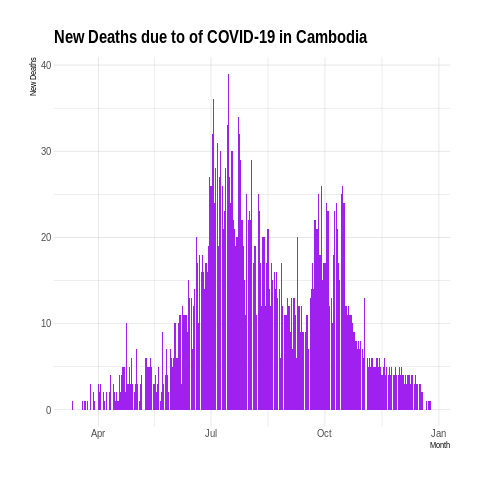 New Deaths due to of COVID-19 in Cambodia
New Deaths
40
30
20
10
0
Apr
Jul
Oct
Jan
Month